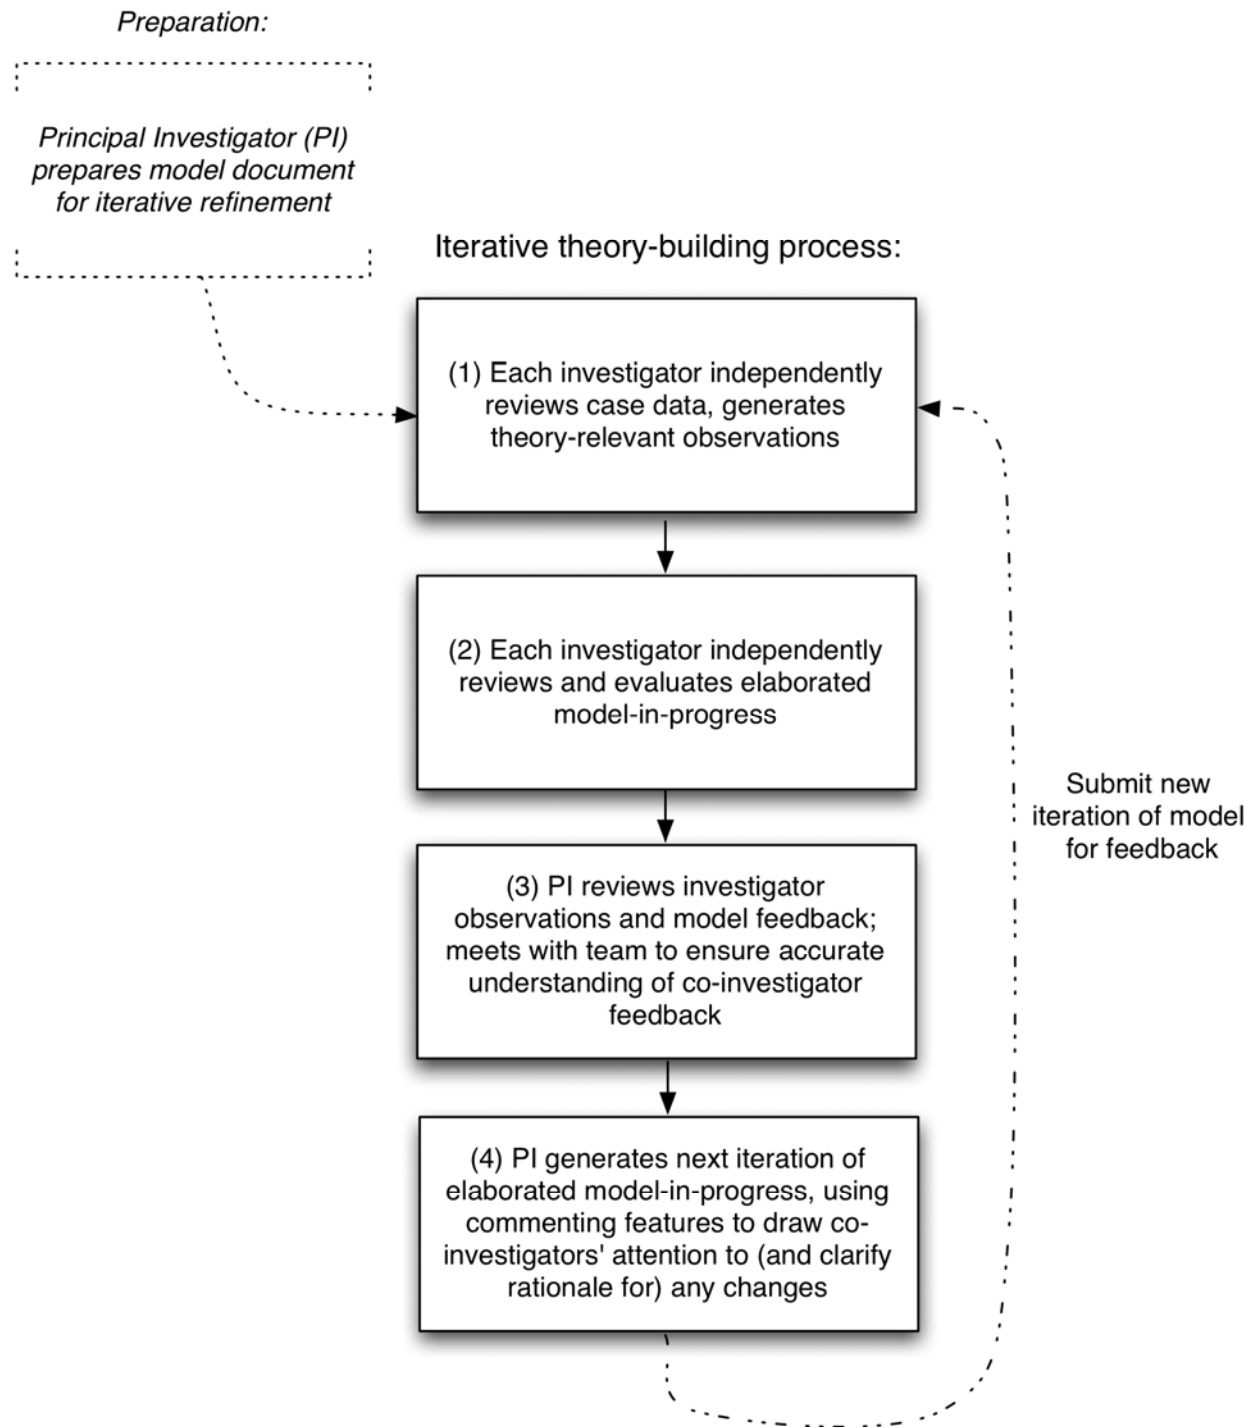 Preparation:
Principal Investigator (PI)
prepares model document
for iterative refinement
Iterative theory-building process:
(1) Each investigator independently
reviews case data, generates
theory-relevant observations
(2) Each investigator independently
reviews and evaluates elaborated
model-in-progress
Submit new
iteration of model
for feedback
(3) PI reviews investigator
observations and model feedback;
meets with team to ensure accurate
understanding of co-investigator
feedback
(4) PI generates next iteration of
elaborated model-in-progress, using
commenting features to draw co-
investigators' attention to (and clarify
rationale for) any changes